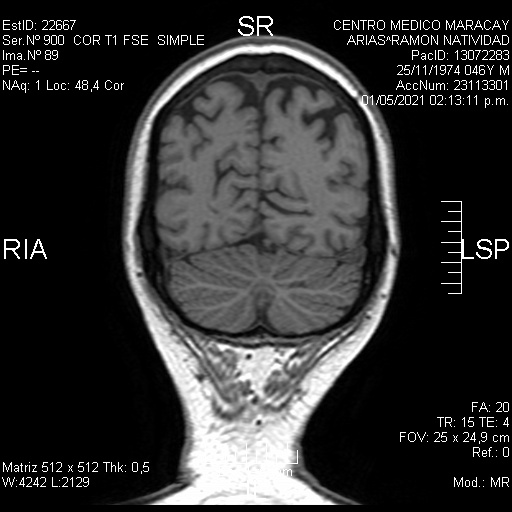 EstID: 22667
Ser.Nº 900 COR T1 FSE SIMPLE
Im.Nº 89
PE= --
NAq: 1 Loc: 48,4 Cor
SR
CENTRO MEDICO MARACAY
ARIAS^RAMON NATIVIDAD
PacID: 13072283
25/11/1974 046Y M
AccNum: 23113301
01/05/2021 02:13:11 p.m.
RIA
LSP
FA: 20
TR: 15 TE: 4
FOV: 25 x 24,9 cm
Ref.: 0
Matriz 512 x 512 Thk: 0,5
W:4242 L:2129
Mod.: MR